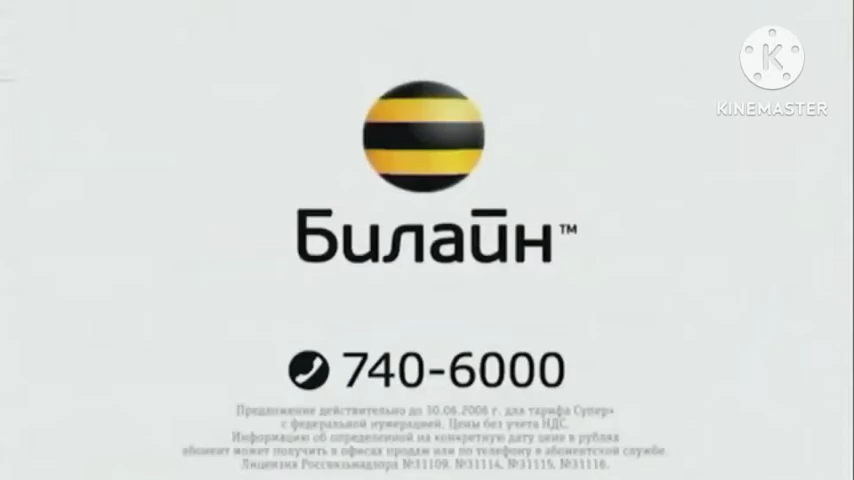 K
KINEMASTER
Билайн™
740-6000
Предложение действительно до 30.06.2006 г. для тарифа Супер+
с федеральной нумерацией. Цены без учета НДС.
Информацию об определенной на конкретную дату цене в рублях
абонент может получить в офисах продаж или по телефону в абонентской службе.
Лицензия Россвязьнадзора №31109, №31114, №31115, №31116.